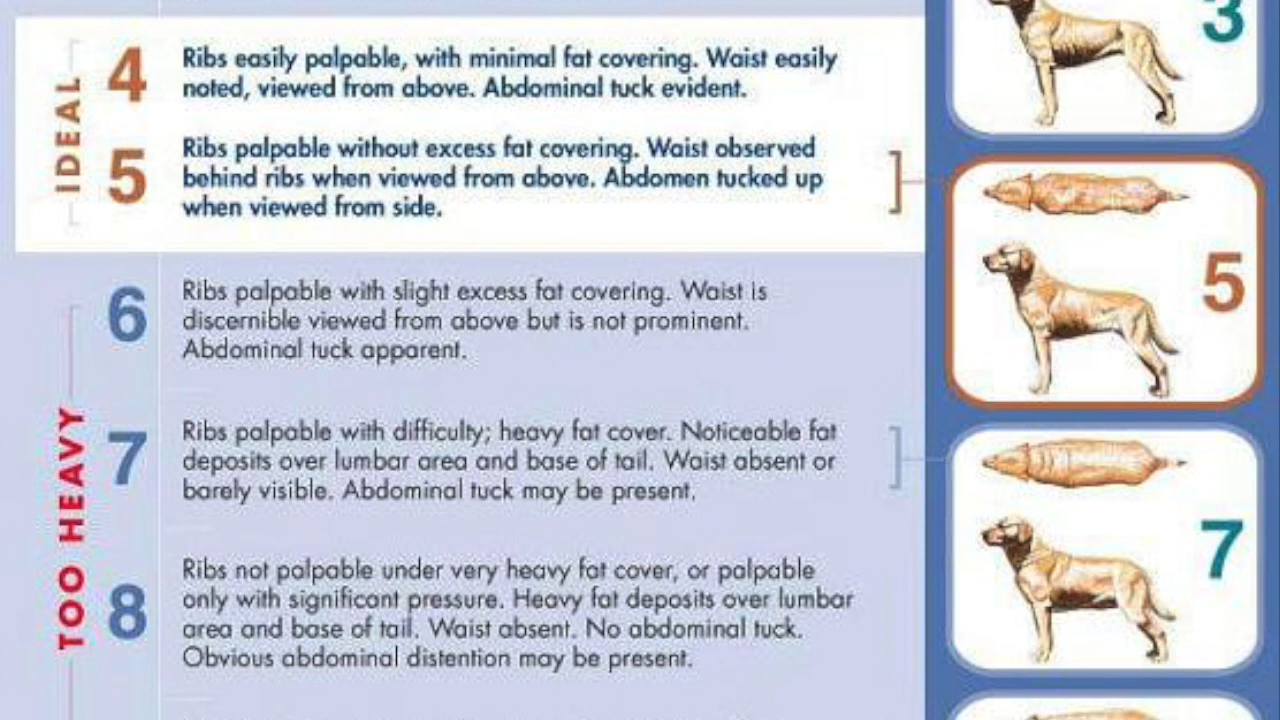 IDEAL
4
Ribs easily palpable, with minimal fat covering. Waist easily
noted, viewed from above. Abdominal tuck evident.
5
Ribs palpable without excess fat covering. Waist observed
behind ribs when viewed from above. Abdomen tucked up
when viewed from side.
TOO HEAVY
6
Ribs palpable with slight excess fat covering. Waist is
discernible viewed from above but is not prominent.
Abdominal tuck apparent.
7
Ribs palpable with difficulty; heavy fat cover. Noticeable fat
deposits over lumbar area and base of tail. Waist absent or
barely visible. Abdominal tuck may be present.
8
Ribs not palpable under very heavy fat cover, or palpable
only with significant pressure. Heavy fat deposits over lumbar
area and base of tail. Waist absent. No abdominal tuck.
Obvious abdominal distention may be present.
3
5
7